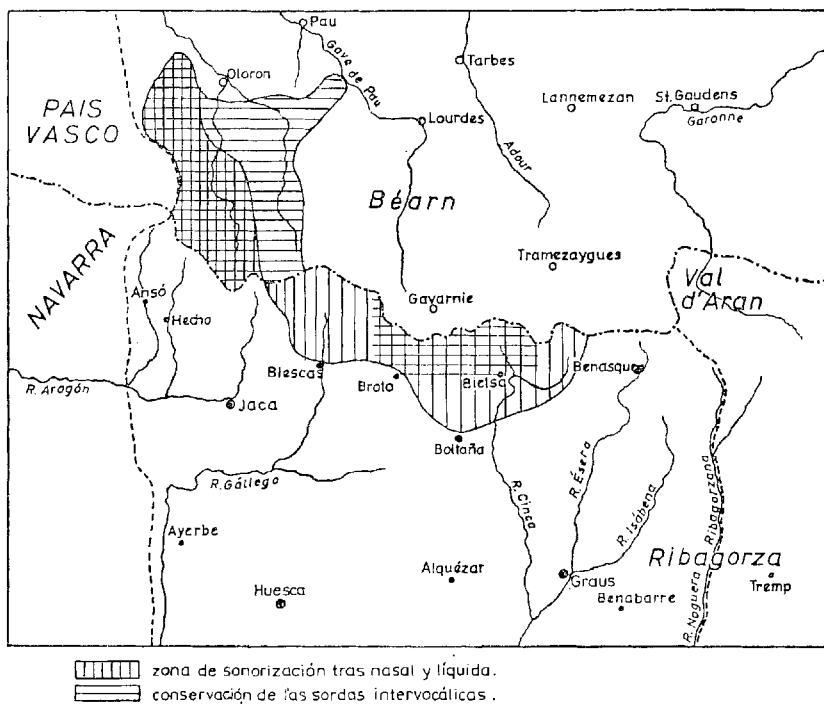 Pau
Gave de Pau
Oloron
Tarbes
PAIS
VASCO
Lannemezan
St. Gaudens
Garonne
Lourdes
Adour
Béarn
NAVARRA
Tramezaygues
Val
d'Aran
Ansó
Hecho
Gavarnie
Biescas
Broto
Bielsa
Benasque
R. Aragón
Jaca
Boltaña
R. Gállego
R. Cinca
R. Ésera
R. Isábena
R. Noguera Ribagorzana
Ayerbe
Ribagorza
Alquézar
Graus
Tremp
Huesca
Benabarre
zona de sonorización tras nasal y líquida.
conservación de las sordas intervocálicas.